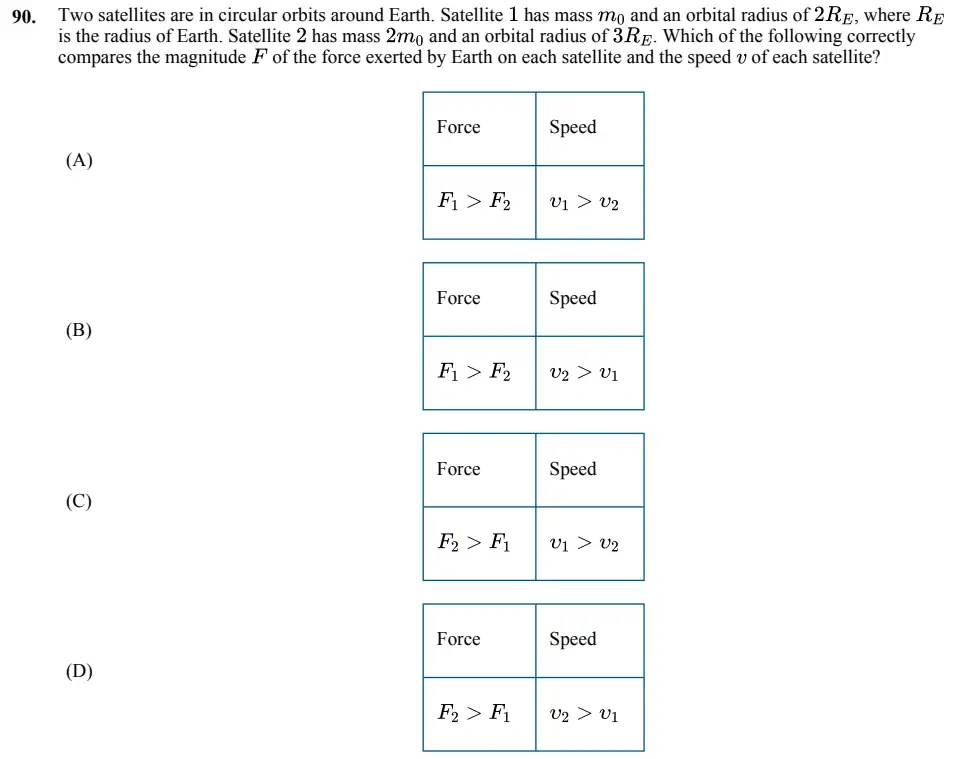 90. Two satellites are in circular orbits around Earth. Satellite 1 has mass m₀ and an orbital radius of 2R_E, where R_E
is the radius of Earth. Satellite 2 has mass 2m₀ and an orbital radius of 3R_E. Which of the following correctly
compares the magnitude F of the force exerted by Earth on each satellite and the speed v of each satellite?
(A)
Force Speed
F₁ > F₂ v₁ > v₂
(B)
Force Speed
F₁ > F₂ v₂ > v₁
(C)
Force Speed
F₂ > F₁ v₁ > v₂
(D)
Force Speed
F₂ > F₁ v₂ > v₁